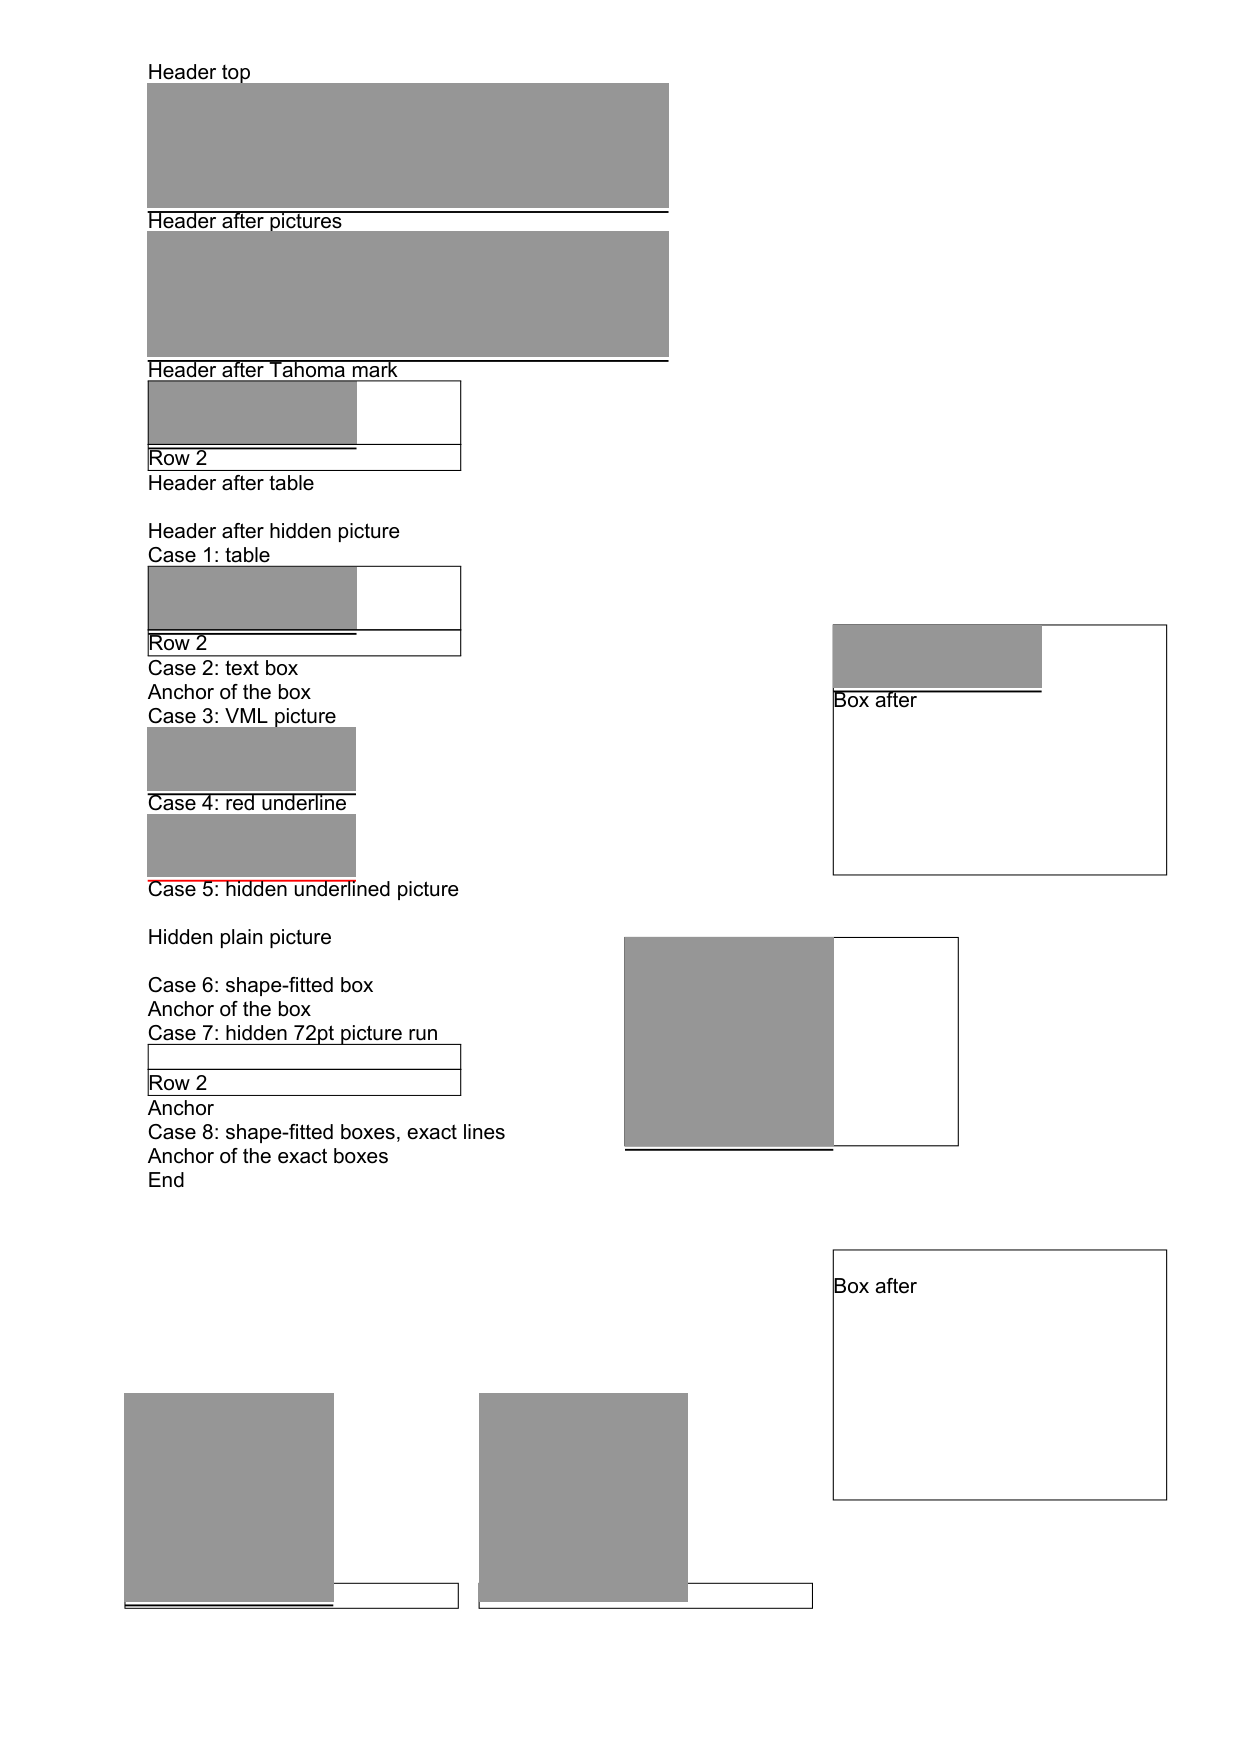 Header top
Header after pictures
Header after Tahoma mark
Row 2
Header after table
Header after hidden picture
Case 1: table
Row 2
Case 2: text box
Anchor of the box
Case 3: VML picture
Box after
Case 4: red underline
Case 5: hidden underlined picture
Hidden plain picture
Case 6: shape-fitted box
Anchor of the box
Case 7: hidden 72pt picture run
Row 2
Anchor
Case 8: shape-fitted boxes, exact lines
Anchor of the exact boxes
End
Box after